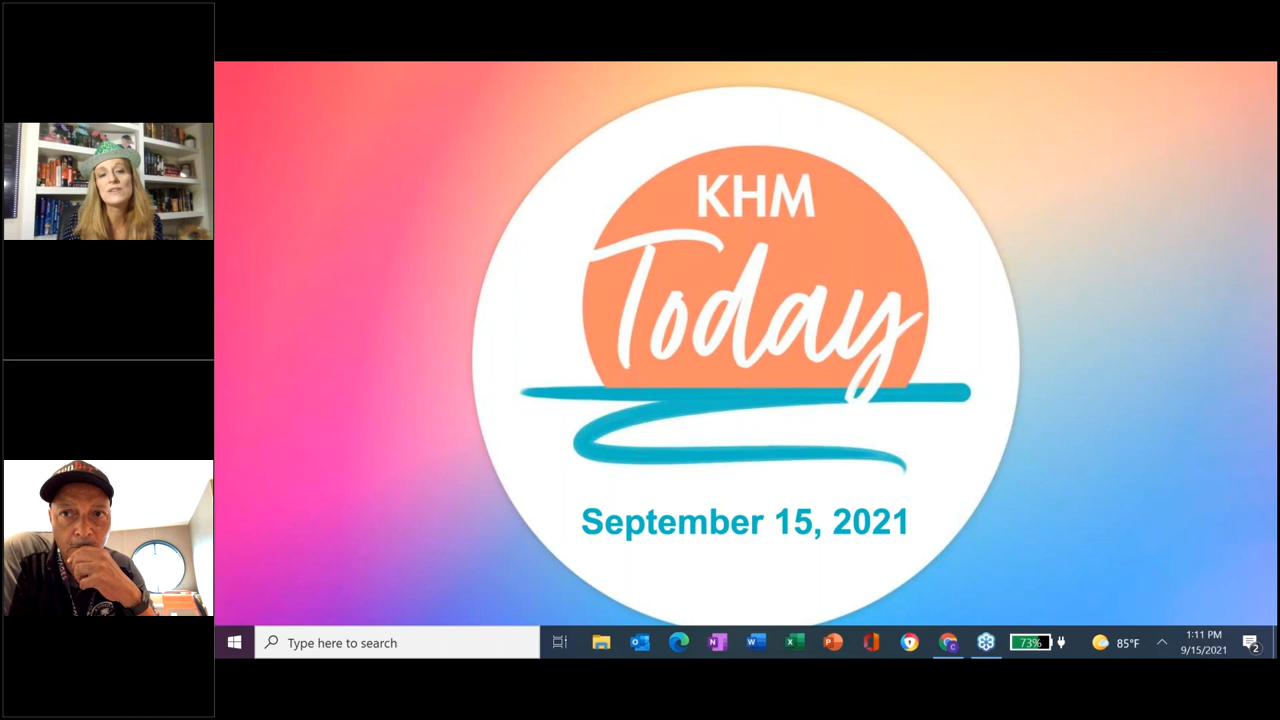 KHM
Today
September 15, 2021
Type here to search
73%
85°F
1:11 PM
9/15/2021
2